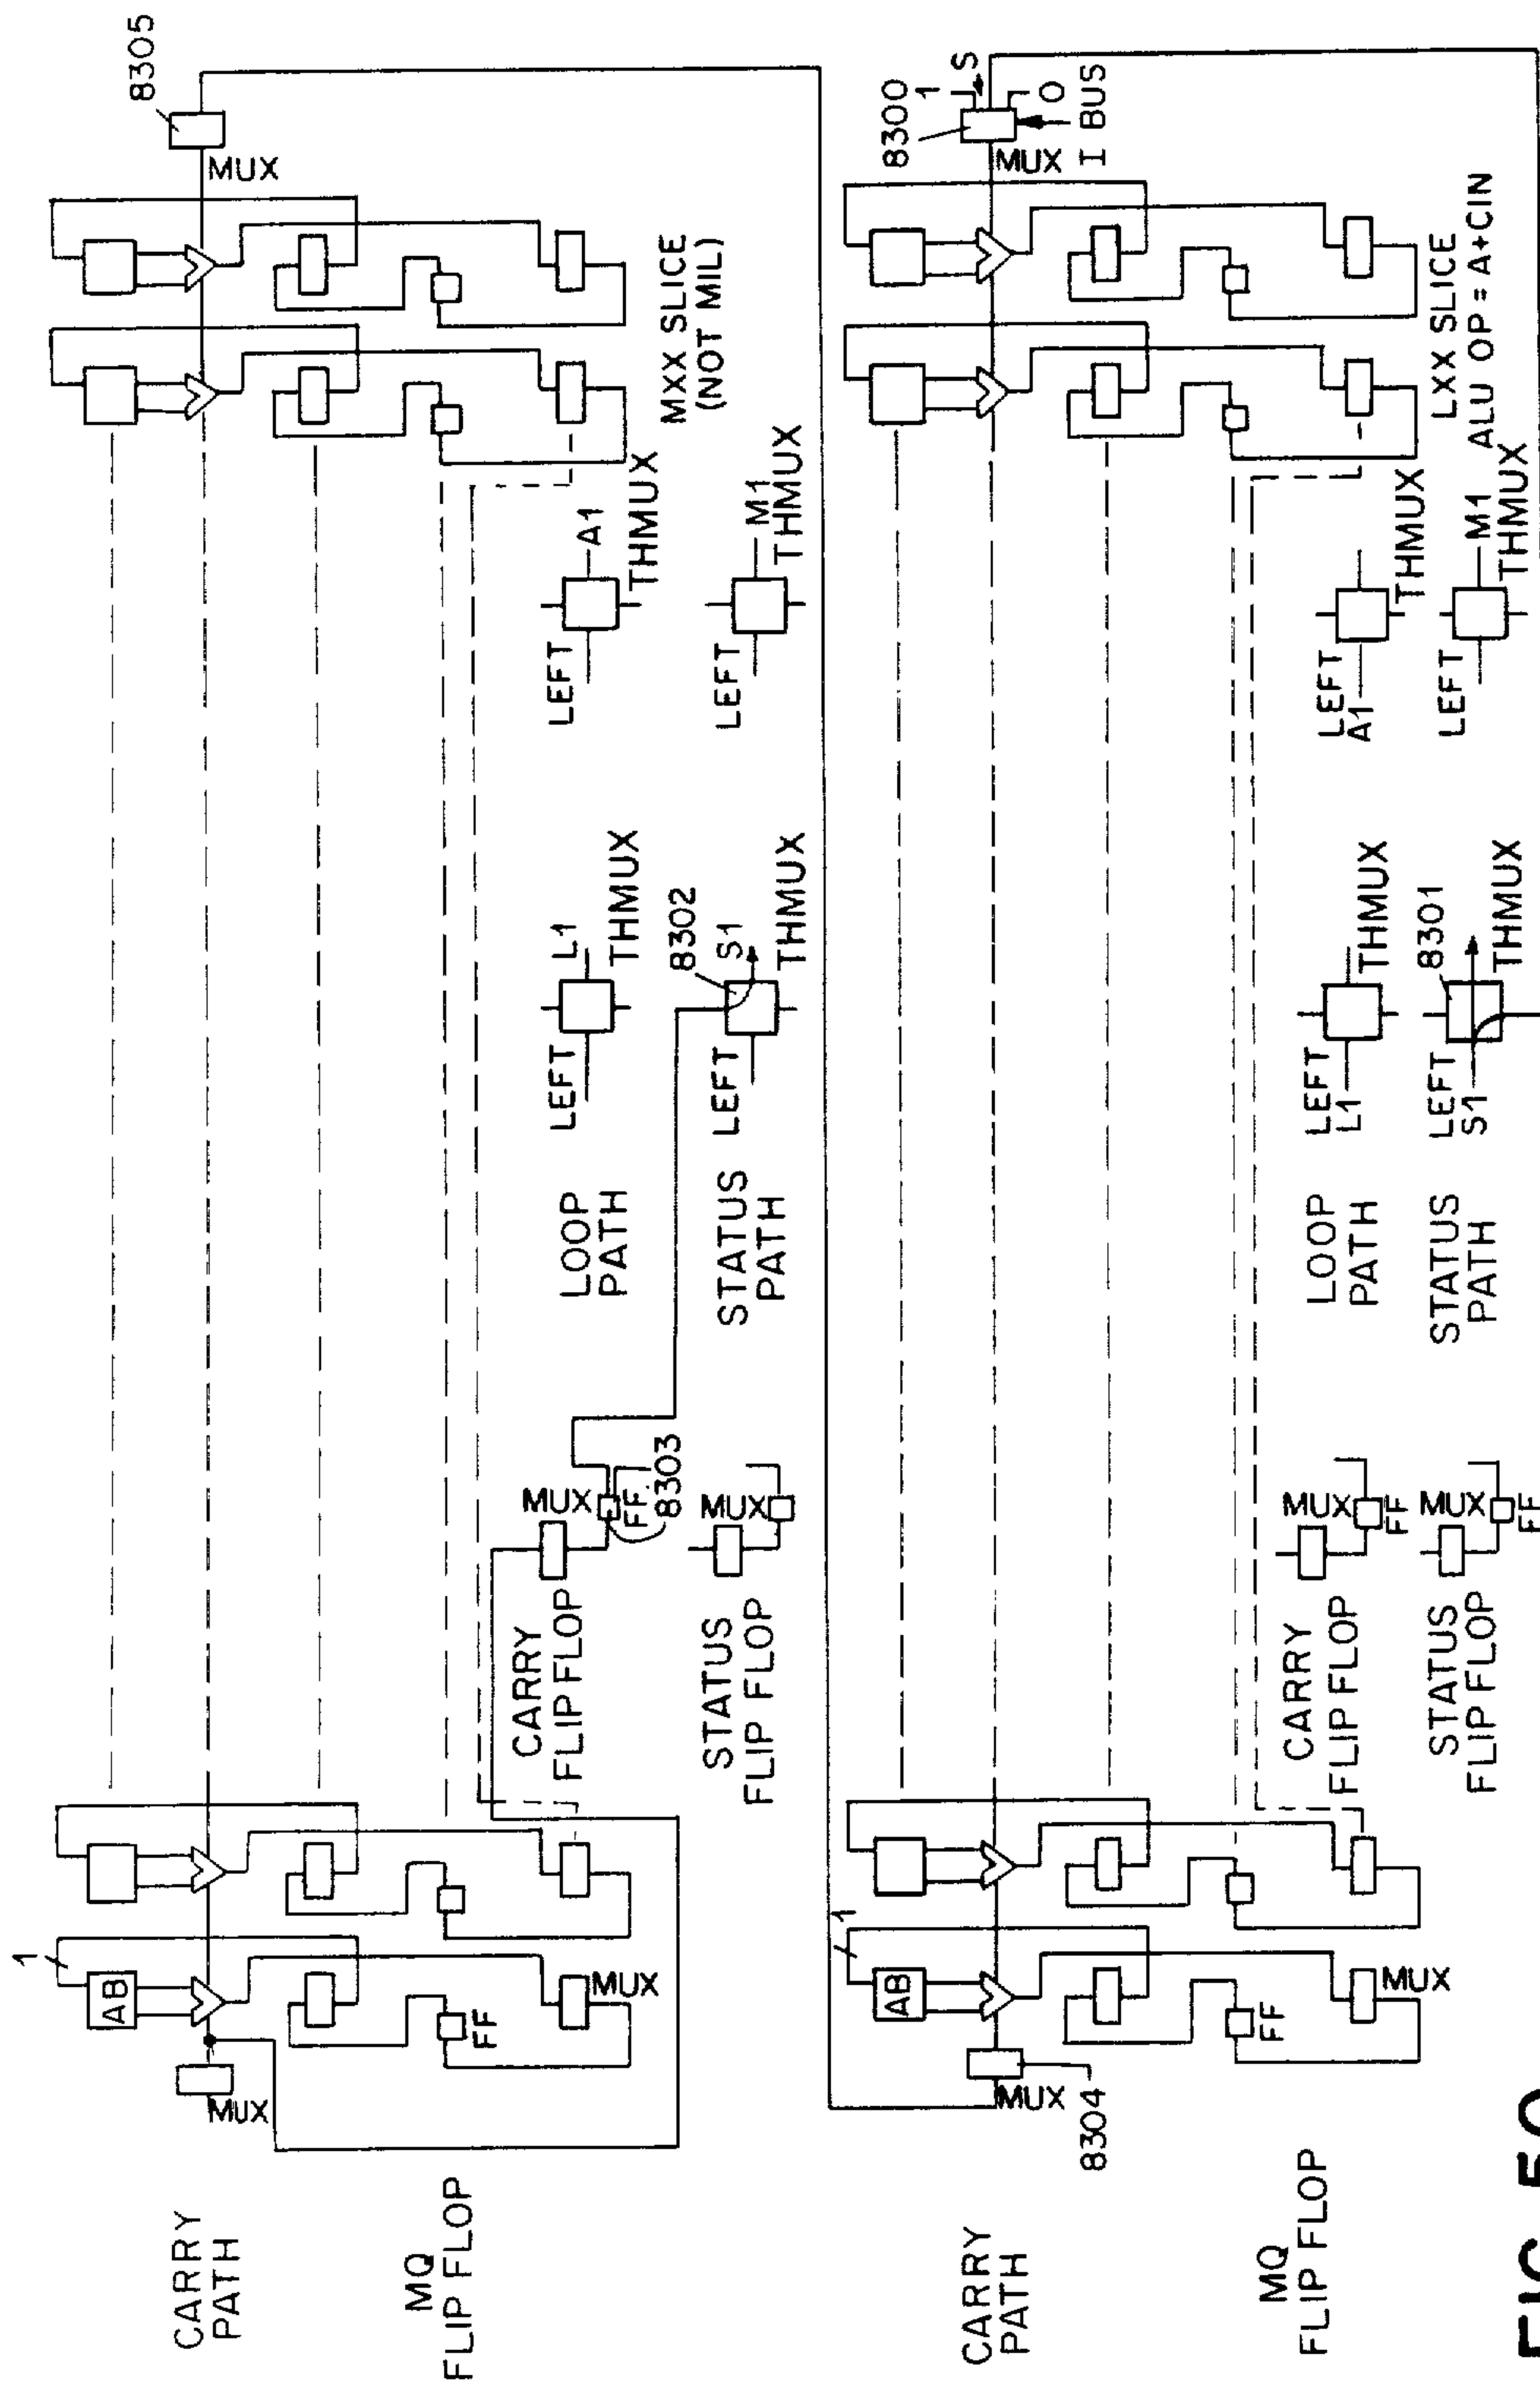 8305
MUX
1
AB
MUX
CARRY
PATH
MQ
FLIP FLOP
FF
MUX
MXX SLICE
(NOT MIL)
CARRY
FLIP FLOP
MUX
FF
8303
LOOP
PATH
LEFT
L1
THMUX
LEFT
A1
THMUX
STATUS
FLIP FLOP
MUX
STATUS
PATH
LEFT
8302
S1
THMUX
LEFT
M1
THMUX
8300
1
S
0
MUX
I BUS
1
AB
MUX
8304
CARRY
PATH
MQ
FLIP FLOP
FF
MUX
LXX SLICE
ALU OP = A+CIN
CARRY
FLIP FLOP
MUX
FF
LOOP
PATH
LEFT
L1
THMUX
LEFT
A1
THMUX
STATUS
FLIP FLOP
MUX
FF
STATUS
PATH
LEFT
S1
8301
THMUX
LEFT
M1
THMUX